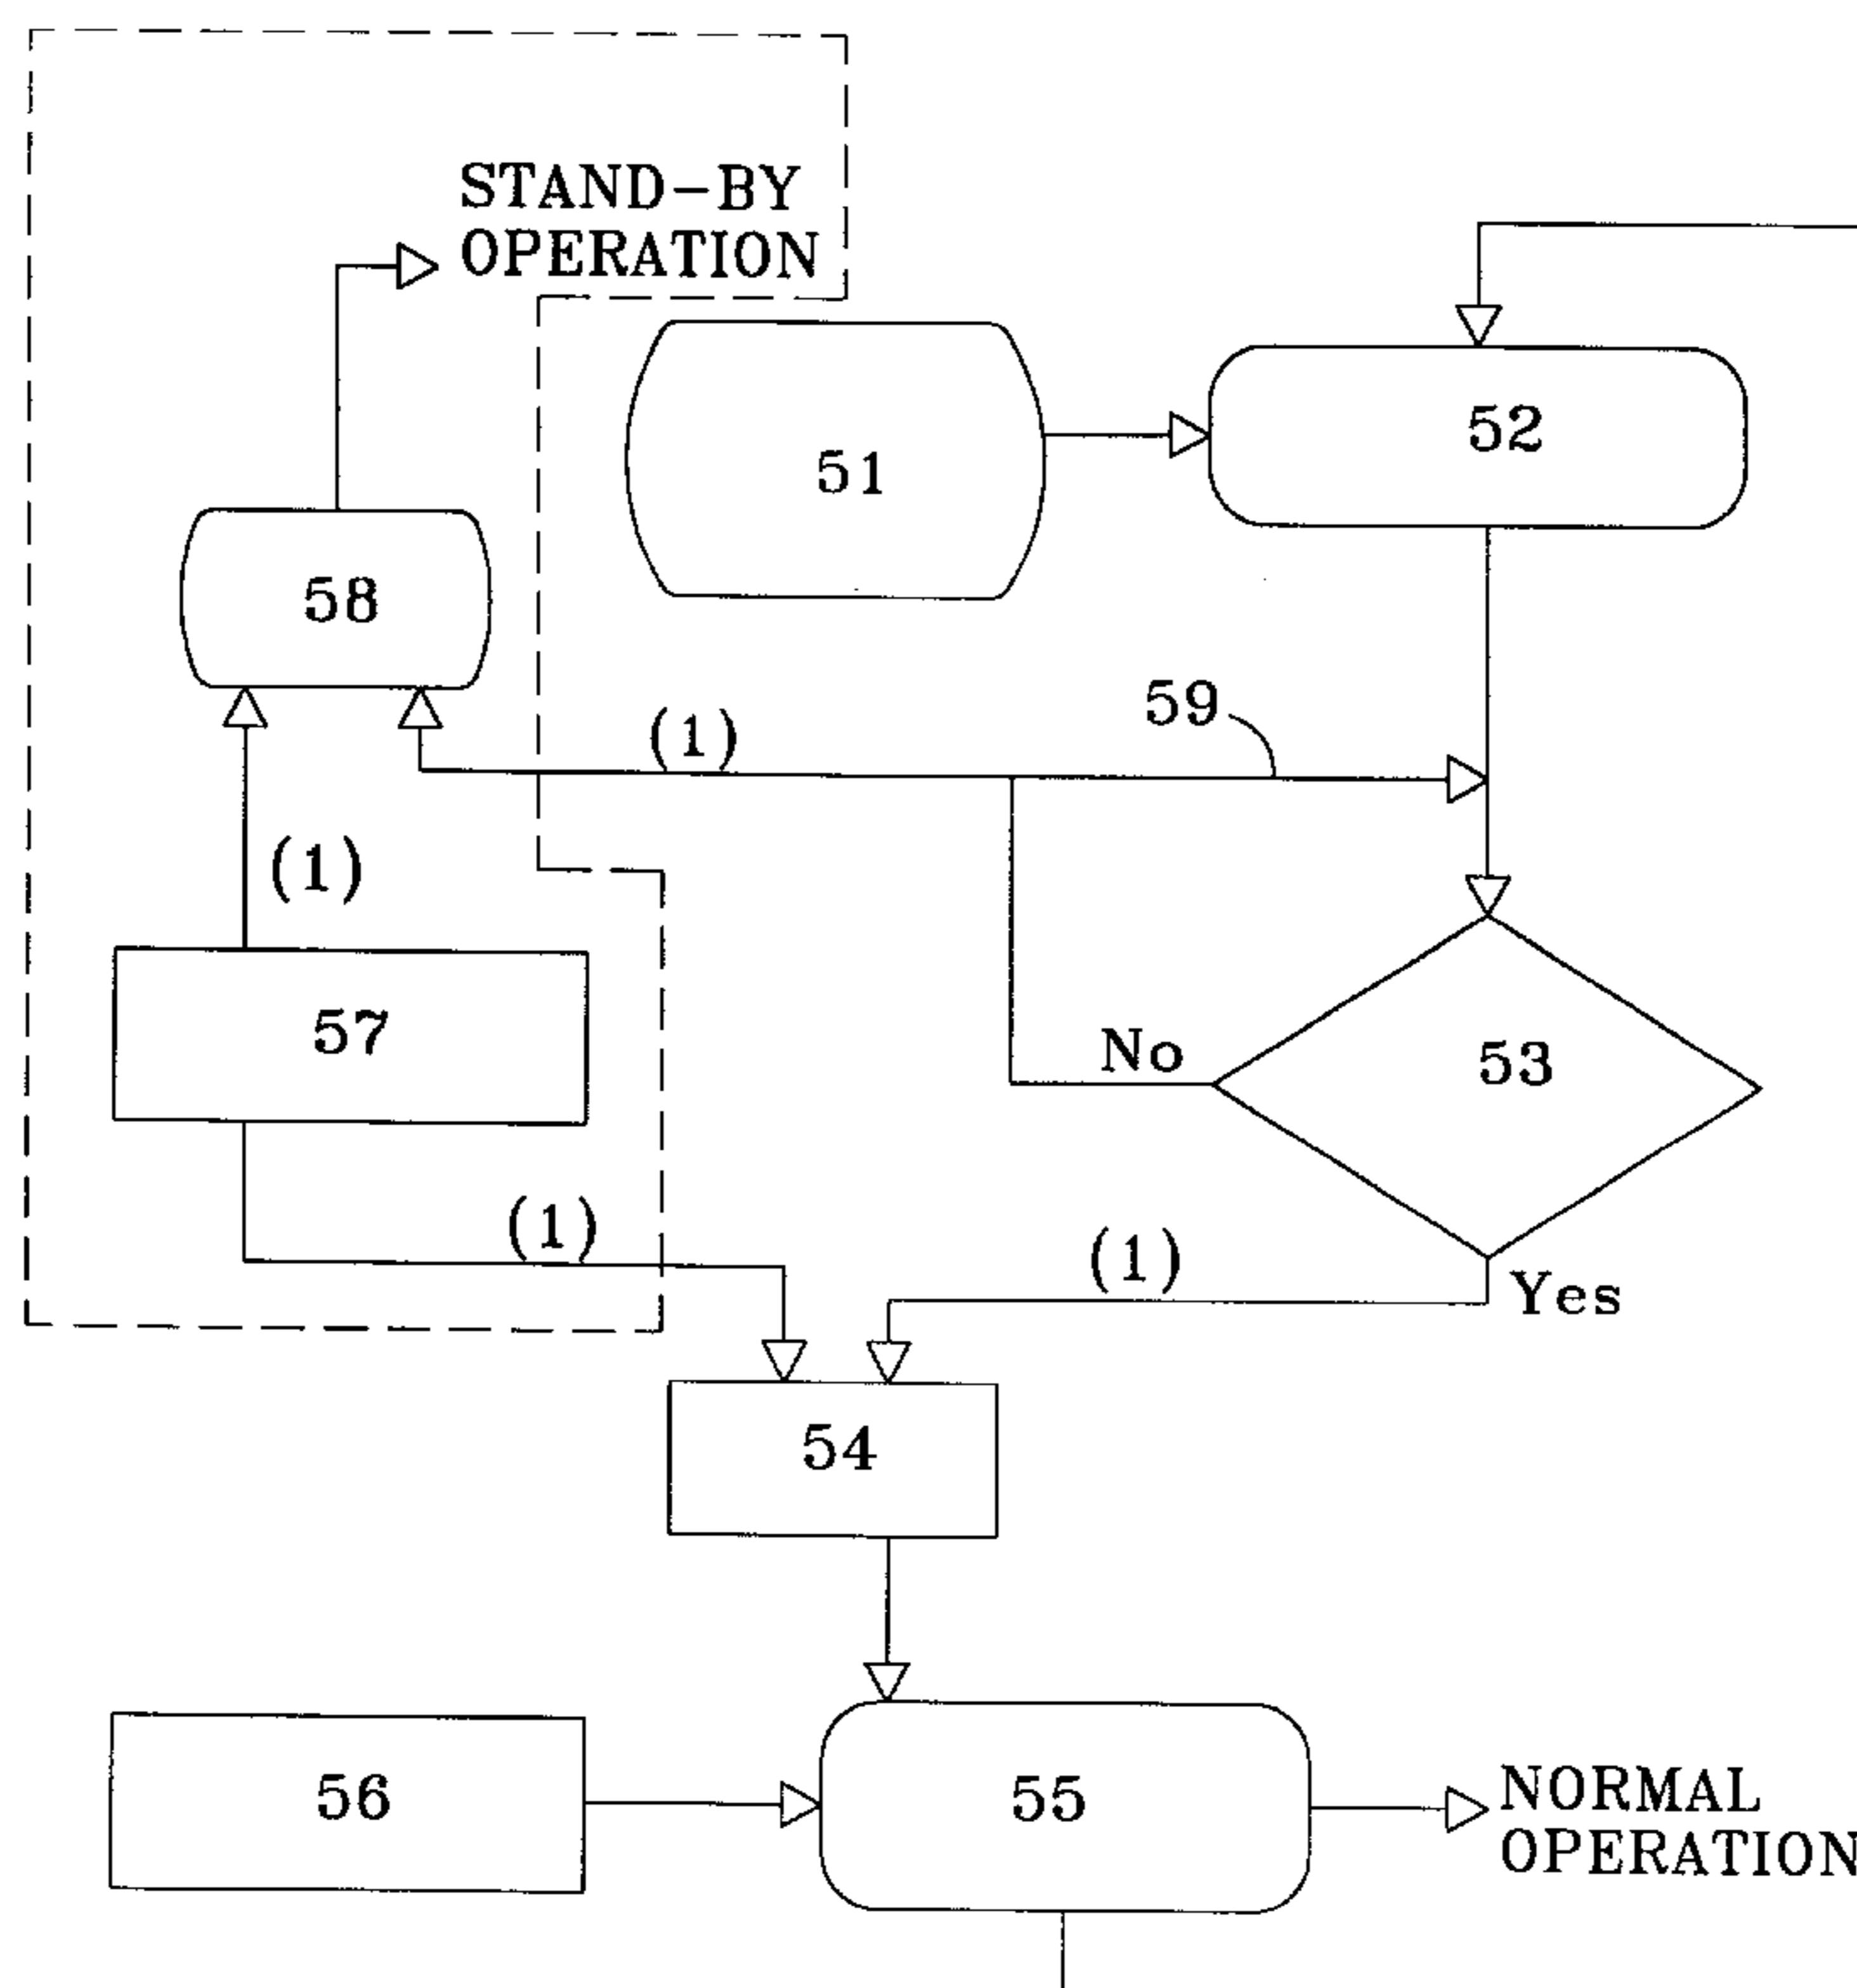 STAND-BY
OPERATION
51
52
58
59
(1)
(1)
57
No
53
(1)
(1)
Yes
54
56
55
NORMAL
OPERATION